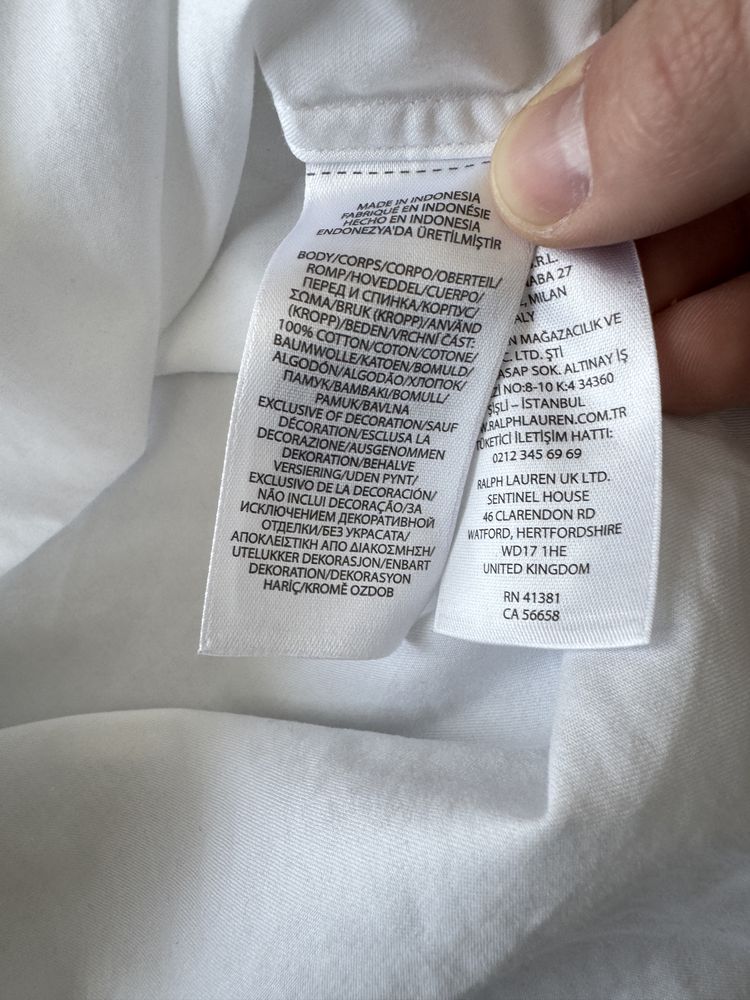 MADE IN INDONESIA
FABRIQUÉ EN INDONÉSIE
HECHO EN INDONESIA
ENDONEZYA'DA ÜRETİLMİŞTİR
BODY/CORPS/CORPO/OBERTEIL/
ROMP/HOVEDDEL/CUERPO/
ПЕРЕД И СПИНКА/КОРПУС/
ΣΩΜΑ/BRUK (KROPP)/ANVÄND
(KROPP)/BEDEN/VRCHNÍ ČÁST:
100% COTTON/COTON/COTONE/
BAUMWOLLE/KATOEN/BOMULD/
ALGODÓN/ALGODÃO/ХЛОПОК/
ПАМУК/ΒΑΜΒΑΚΙ/BOMULL/
PAMUK/BAVLNA
EXCLUSIVE OF DECORATION/SAUF
DÉCORATION/ESCLUSA LA
DECORAZIONE/AUSGENOMMEN
DEKORATION/BEHALVE
VERSIERING/UDEN PYNT/
EXCLUSIVO DE LA DECORACIÓN/
NÃO INCLUI DECORAÇÃO/ЗА
ИСКЛЮЧЕНИЕМ ДЕКОРАТИВНОЙ
ОТДЕЛКИ/БЕЗ УКРАСАТА/
ΑΠΟΚΛΕΙΣΤΙΚΗ ΑΠΟ ΔΙΑΚΟΣΜΗΣΗ/
UTELUKKER DEKORASJON/ENBART
DEKORATION/DEKORASYON
HARİÇ/KROMĚ OZDOB
.R.L.
27
MILAN
MAĞAZACILIK VE
LTD. ŞTİ
SOK. ALTINAY İŞ
NO:8-10 K:4 34360
ŞİŞLİ – İSTANBUL
.RALPHLAUREN.COM.TR
TÜKETİCİ İLETİŞİM HATTI:
0212 345 69 69
RALPH LAUREN UK LTD.
SENTINEL HOUSE
46 CLARENDON RD
WATFORD, HERTFORDSHIRE
WD17 1HE
UNITED KINGDOM
RN 41381
CA 56658